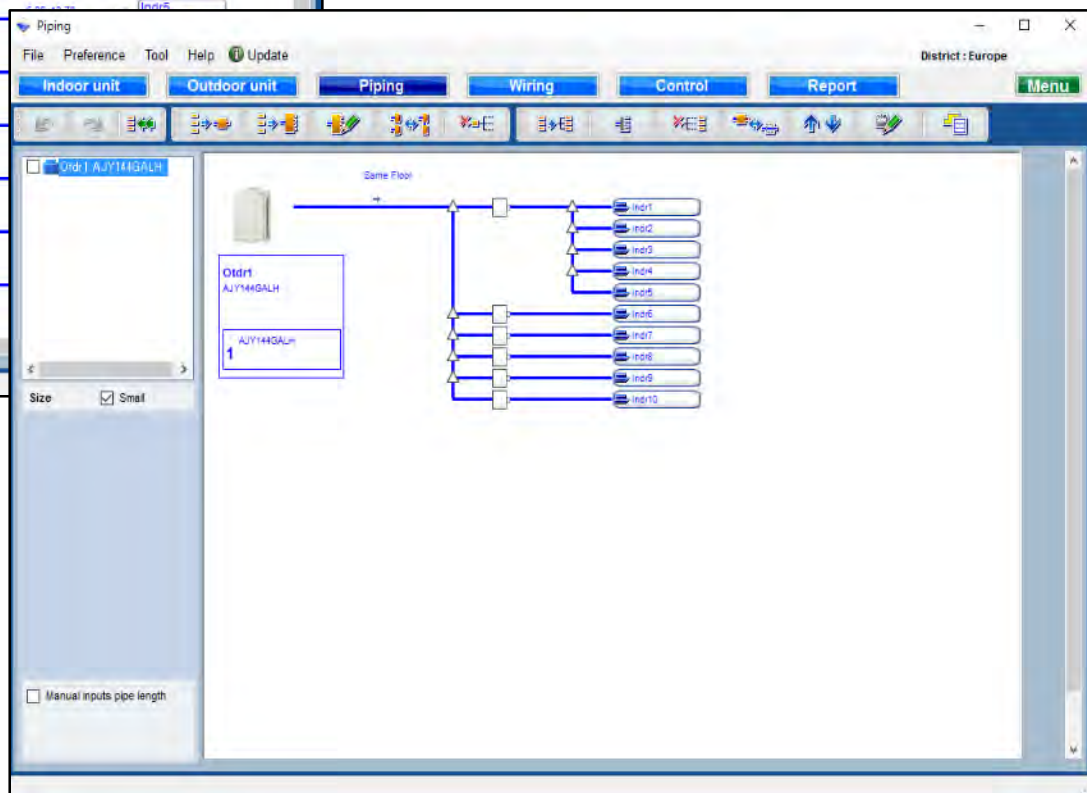 Indr5
Piping
File Preference Tool Help Update
District : Europe
Indoor unit Outdoor unit Piping Wiring Control Report Menu
Otdr1 AJY144GALH
Same Floor
Indr1
Indr2
Indr3
Indr4
Indr5
Otdr1
AJY144GALH
AJY144GALH
1
Indr6
Indr7
Indr8
Indr9
Indr10
Size Small
Manual inputs pipe length